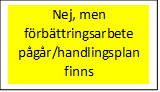 Nej, men
förbättringsarbete
pågår/handlingsplan
finns